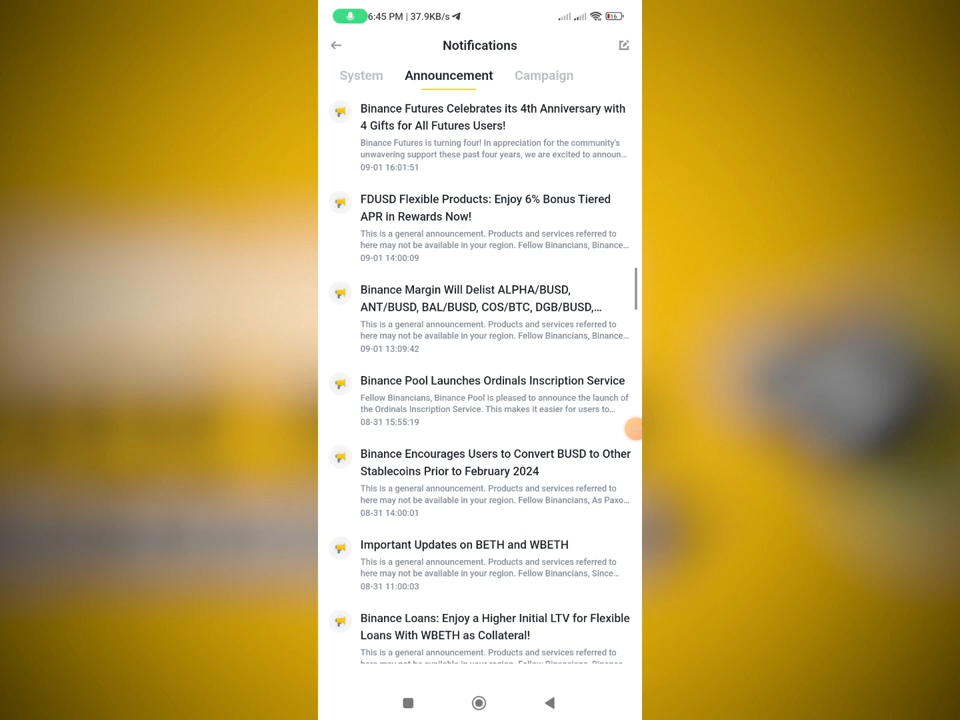 6:45 PM | 37.9KB/s
16
Notifications
System
Announcement
Campaign
Binance Futures Celebrates its 4th Anniversary with
4 Gifts for All Futures Users!
Binance Futures is turning four! In appreciation for the community's
unwavering support these past four years, we are excited to announ...
09-01 16:01:51
FDUSD Flexible Products: Enjoy 6% Bonus Tiered
APR in Rewards Now!
This is a general announcement. Products and services referred to
here may not be available in your region. Fellow Binancians, Binance...
09-01 14:00:09
Binance Margin Will Delist ALPHA/BUSD,
ANT/BUSD, BAL/BUSD, COS/BTC, DGB/BUSD,...
This is a general announcement. Products and services referred to
here may not be available in your region. Fellow Binancians, Binance...
09-01 13:09:42
Binance Pool Launches Ordinals Inscription Service
Fellow Binancians, Binance Pool is pleased to announce the launch of
the Ordinals Inscription Service. This makes it easier for users to...
08-31 15:55:19
Binance Encourages Users to Convert BUSD to Other
Stablecoins Prior to February 2024
This is a general announcement. Products and services referred to
here may not be available in your region. Fellow Binancians, As Paxo...
08-31 14:00:01
Important Updates on BETH and WBETH
This is a general announcement. Products and services referred to
here may not be available in your region. Fellow Binancians, Since...
08-31 11:00:03
Binance Loans: Enjoy a Higher Initial LTV for Flexible
Loans With WBETH as Collateral!
This is a general announcement. Products and services referred to
here may not be available in your region. Fellow Binancians, Binance...